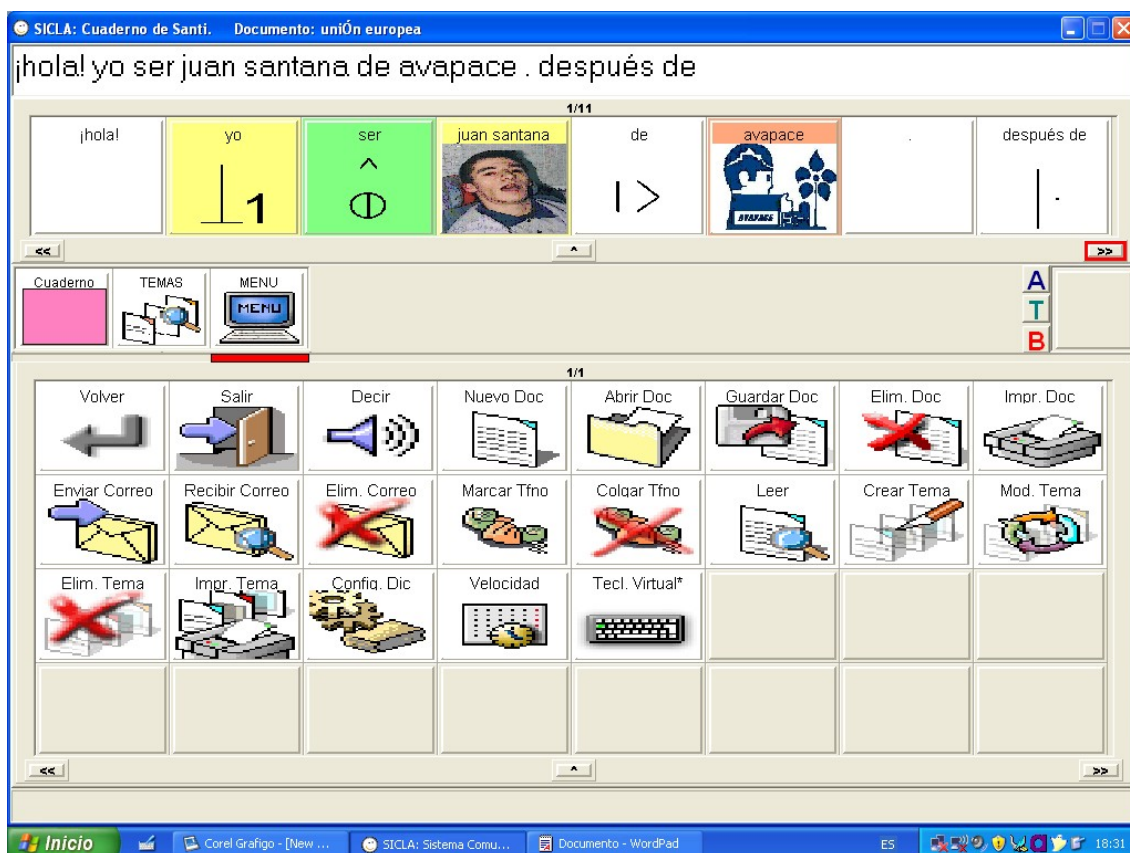 SICLA: Cuaderno de Santi. Documento: uniÓn europea
¡hola! yo ser juan santana de avapace . después de
1/11
¡hola! yo ser juan santana de avapace . después de
1
AVAPACE
<< ^ >>
Cuaderno TEMAS MENU
MENU
A
T
B
1/1
Volver Salir Decir Nuevo Doc Abrir Doc Guardar Doc Elim. Doc Impr. Doc
Enviar Correo Recibir Correo Elim. Correo Marcar Tfno Colgar Tfno Leer Crear Tema Mod. Tema
Elim. Tema Impr. Tema Config. Dic Velocidad Tecl. Virtual*
<< ^ >>
Inicio Corel Grafigo - [New ... SICLA: Sistema Comu... Documento - WordPad ES 18:31